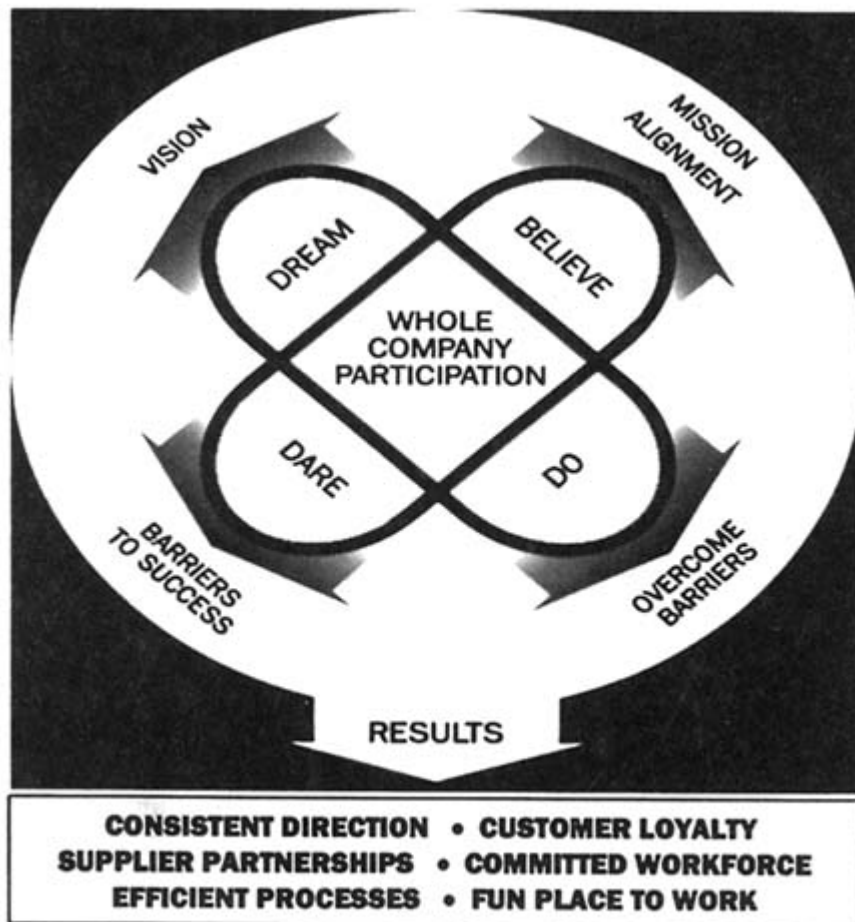 VISION
MISSION
ALIGNMENT
DREAM
BELIEVE
WHOLE
COMPANY
PARTICIPATION
DARE
DO
BARRIERS
TO SUCCESS
OVERCOME
BARRIERS
RESULTS
CONSISTENT DIRECTION • CUSTOMER LOYALTY
SUPPLIER PARTNERSHIPS • COMMITTED WORKFORCE
EFFICIENT PROCESSES • FUN PLACE TO WORK